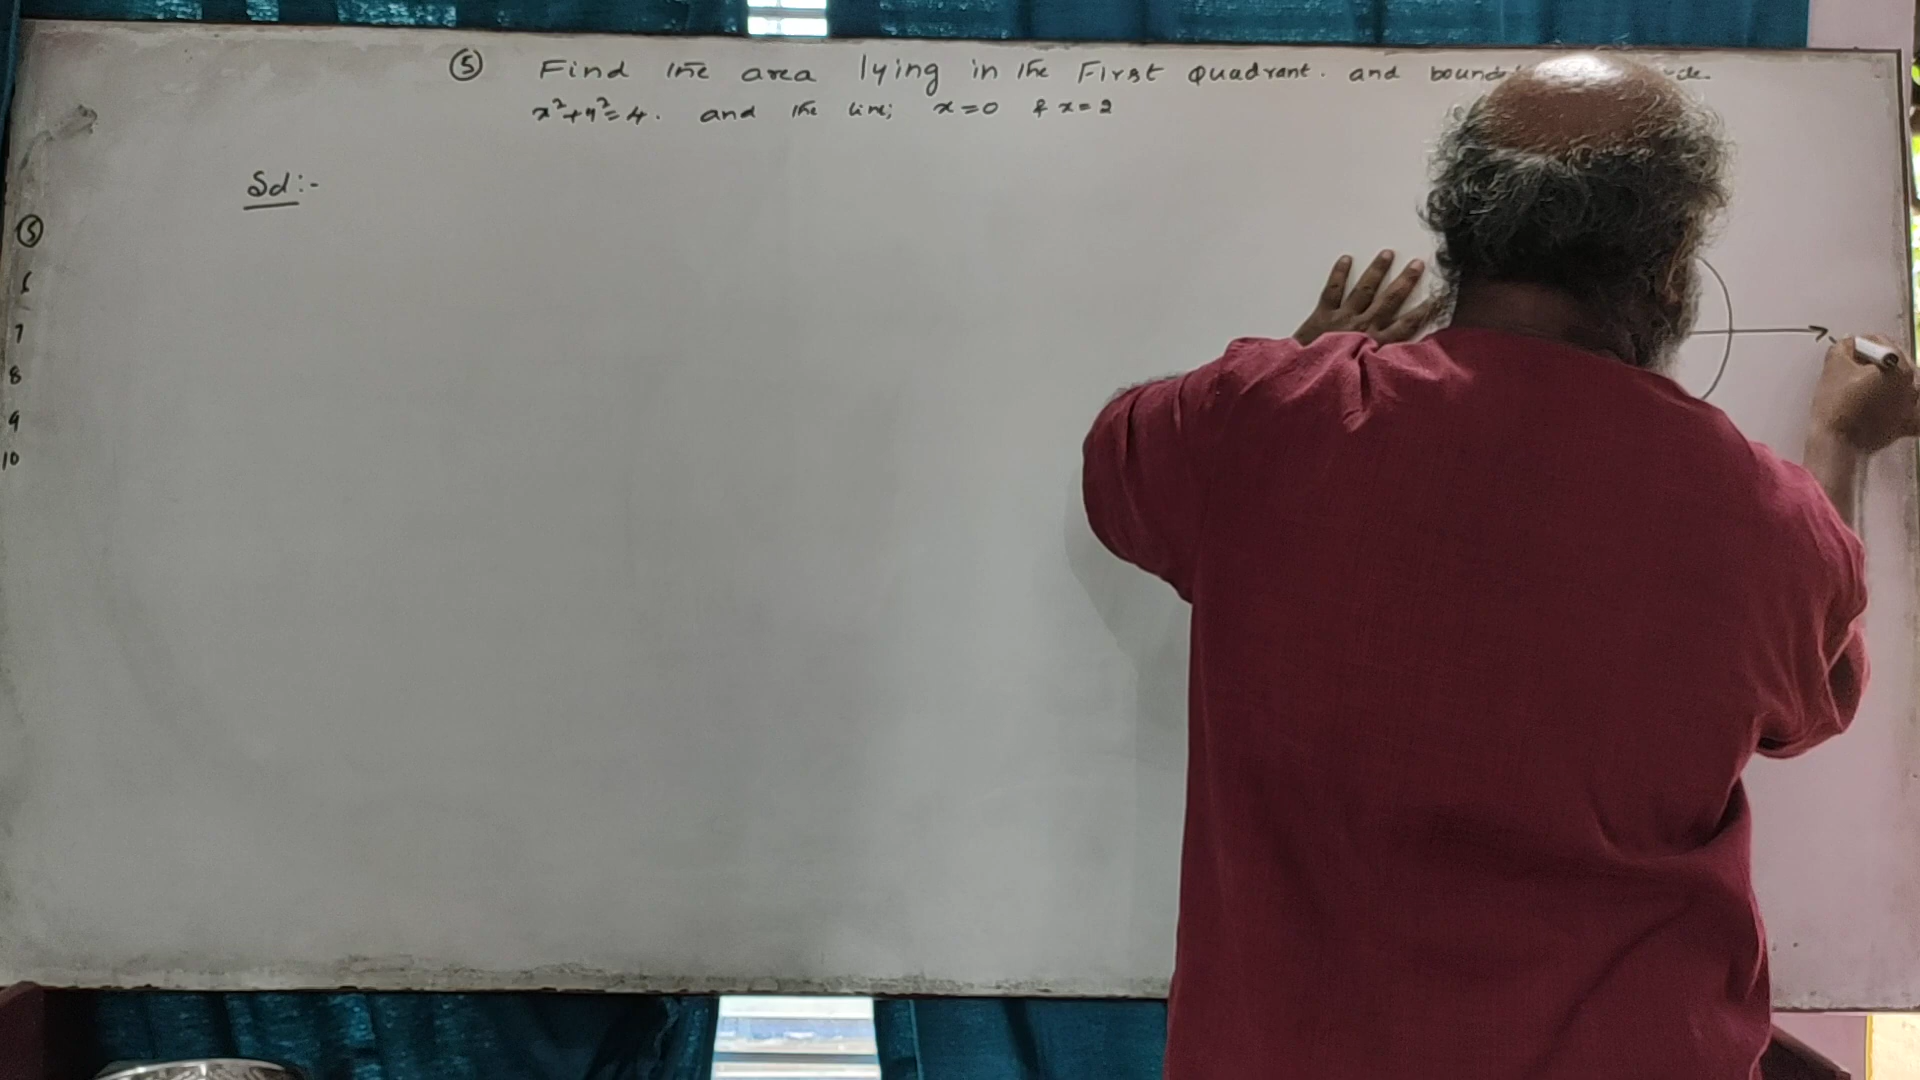 ⑤ Find the area lying in the First Quadrant. and
x²+y²=4. and the line; x=0 & x=2
Sol:-
⑤
6
7
8
9
10